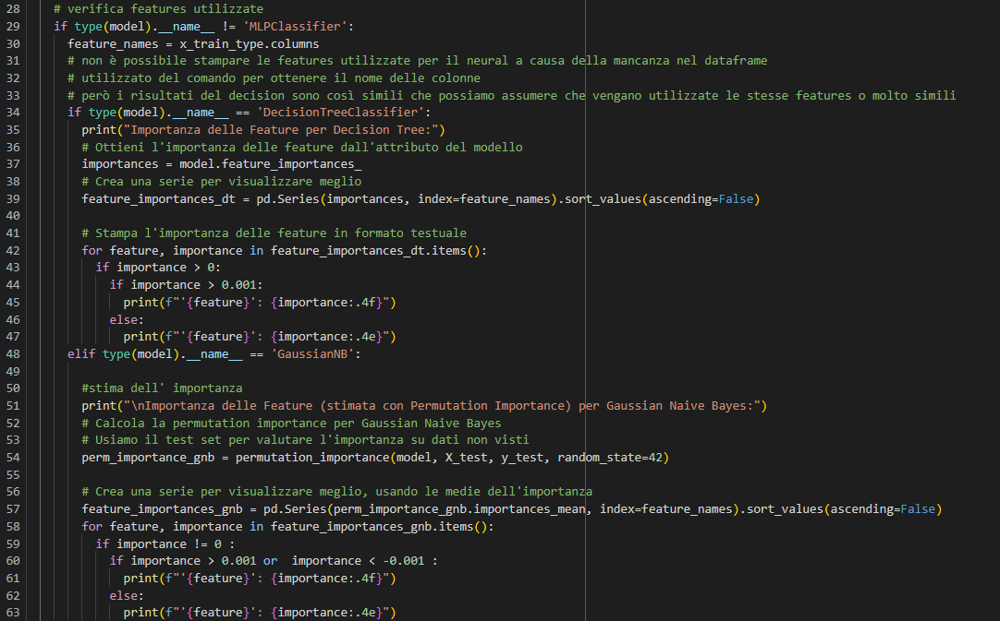 28 # verifica features utilizzate
29 if type(model).__name__ != 'MLPClassifier':
30 feature_names = x_train_type.columns
31 # non è possibile stampare le features utilizzate per il neural a causa della mancanza nel dataframe
32 # utilizzato del comando per ottenere il nome delle colonne
33 # però i risultati del decision sono così simili che possiamo assumere che vengano utilizzate le stesse features o molto simili
34 if type(model).__name__ == 'DecisionTreeClassifier':
35 print("Importanza delle Feature per Decision Tree:")
36 # Ottieni l'importanza delle feature dall'attributo del modello
37 importances = model.feature_importances_
38 # Crea una serie per visualizzare meglio
39 feature_importances_dt = pd.Series(importances, index=feature_names).sort_values(ascending=False)
40
41 # Stampa l'importanza delle feature in formato testuale
42 for feature, importance in feature_importances_dt.items():
43 if importance > 0:
44 if importance > 0.001:
45 print(f"'{feature}': {importance:.4f}")
46 else:
47 print(f"'{feature}': {importance:.4e}")
48 elif type(model).__name__ == 'GaussianNB':
49
50 #stima dell' importanza
51 print("\nImportanza delle Feature (stimata con Permutation Importance) per Gaussian Naive Bayes:")
52 # Calcola la permutation importance per Gaussian Naive Bayes
53 # Usiamo il test set per valutare l'importanza su dati non visti
54 perm_importance_gnb = permutation_importance(model, X_test, y_test, random_state=42)
55
56 # Crea una serie per visualizzare meglio, usando le medie dell'importanza
57 feature_importances_gnb = pd.Series(perm_importance_gnb.importances_mean, index=feature_names).sort_values(ascending=False)
58 for feature, importance in feature_importances_gnb.items():
59 if importance != 0 :
60 if importance > 0.001 or  importance < -0.001 :
61 print(f"'{feature}': {importance:.4f}")
62 else:
63 print(f"'{feature}': {importance:.4e}")